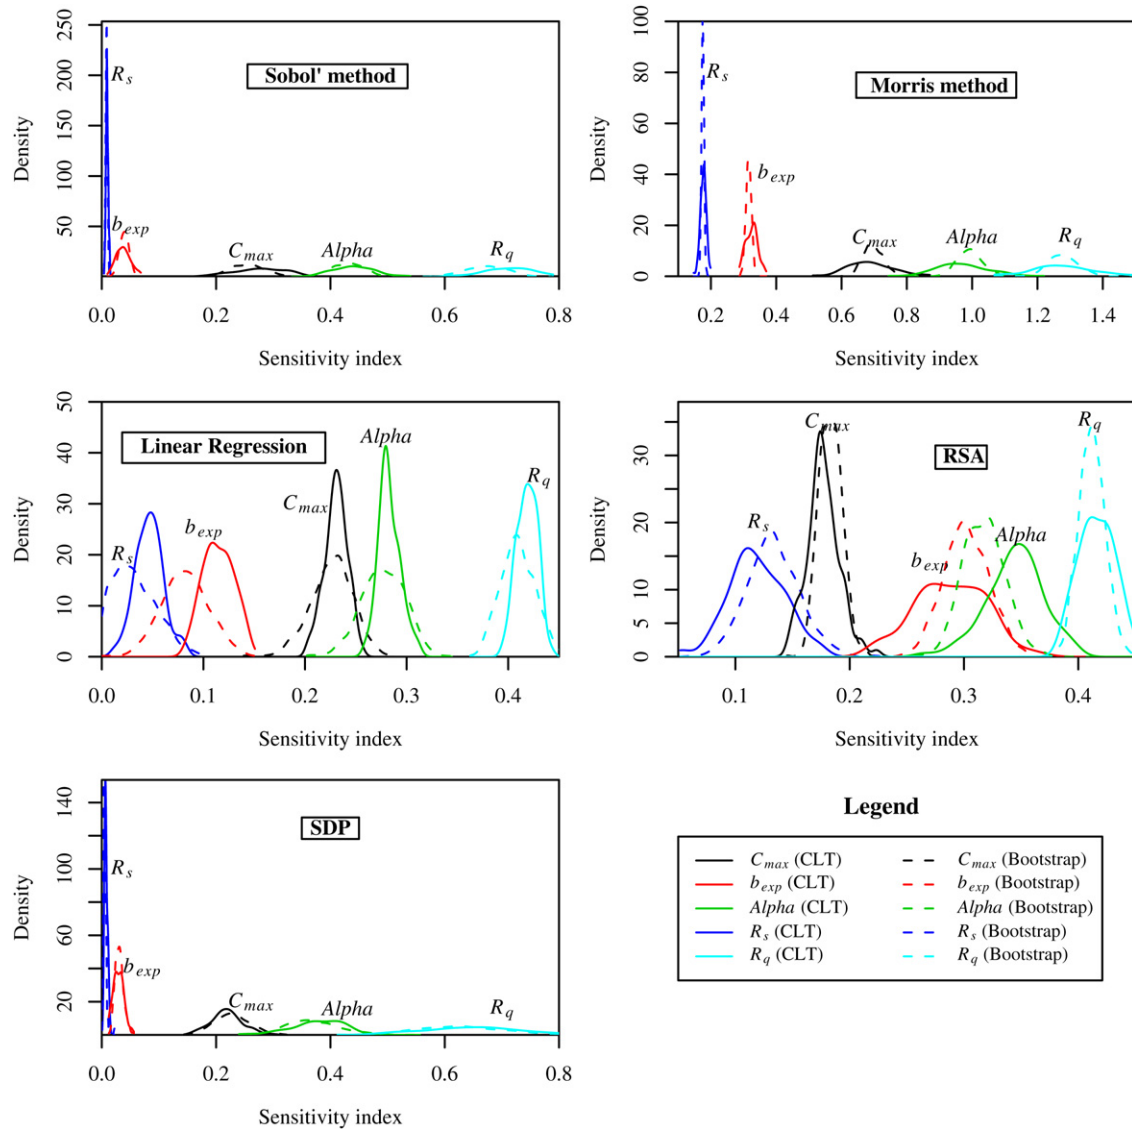 Sobol' method
Density
50 100 150 200 250
R_s
b_exp
C_max
Alpha
R_q
0.0 0.2 0.4 0.6 0.8
Sensitivity index
Morris method
Density
0 20 40 60 80 100
R_s
b_exp
C_max
Alpha
R_q
0.2 0.4 0.6 0.8 1.0 1.2 1.4
Sensitivity index
Linear Regression
Density
0 10 20 30 40 50
R_s
b_exp
C_max
Alpha
R_q
0.0 0.1 0.2 0.3 0.4
Sensitivity index
RSA
Density
0 5 10 20 30
R_s
C_max
b_exp
Alpha
R_q
0.1 0.2 0.3 0.4
Sensitivity index
SDP
Density
20 60 100 140
R_s
b_exp
C_max
Alpha
R_q
0.0 0.2 0.4 0.6 0.8
Sensitivity index
Legend
C_max (CLT) C_max (Bootstrap)
b_exp (CLT) b_exp (Bootstrap)
Alpha (CLT) Alpha (Bootstrap)
R_s (CLT) R_s (Bootstrap)
R_q (CLT) R_q (Bootstrap)